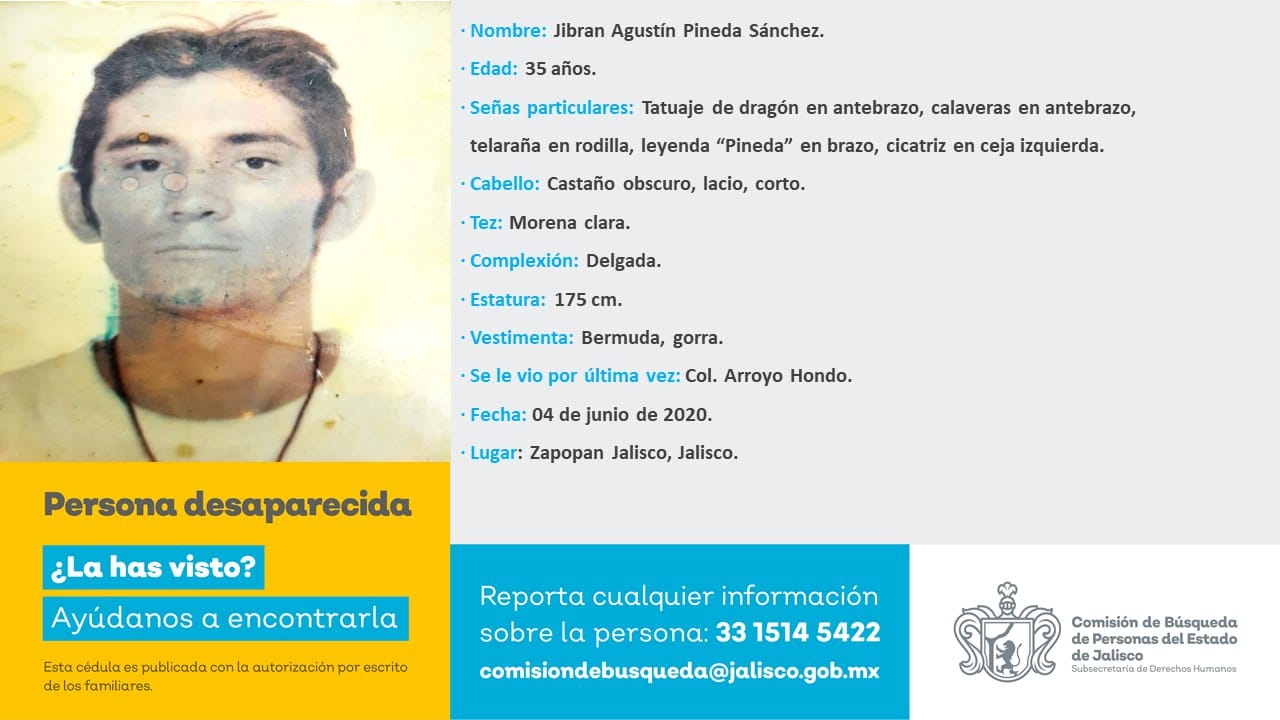 · Nombre: Jibran Agustín Pineda Sánchez.
· Edad: 35 años.
· Señas particulares: Tatuaje de dragón en antebrazo, calaveras en antebrazo,
telaraña en rodilla, leyenda “Pineda” en brazo, cicatriz en ceja izquierda.
· Cabello: Castaño obscuro, lacio, corto.
· Tez: Morena clara.
· Complexión: Delgada.
· Estatura: 175 cm.
· Vestimenta: Bermuda, gorra.
· Se le vio por última vez: Col. Arroyo Hondo.
· Fecha: 04 de junio de 2020.
· Lugar: Zapopan Jalisco, Jalisco.
Persona desaparecida
¿La has visto?
Ayúdanos a encontrarla
Esta cédula es publicada con la autorización por escrito
de los familiares.
Reporta cualquier información
sobre la persona: 33 1514 5422
comisiondebusqueda@jalisco.gob.mx
Comisión de Búsqueda
de Personas del Estado
de Jalisco
Subsecretaría de Derechos Humanos